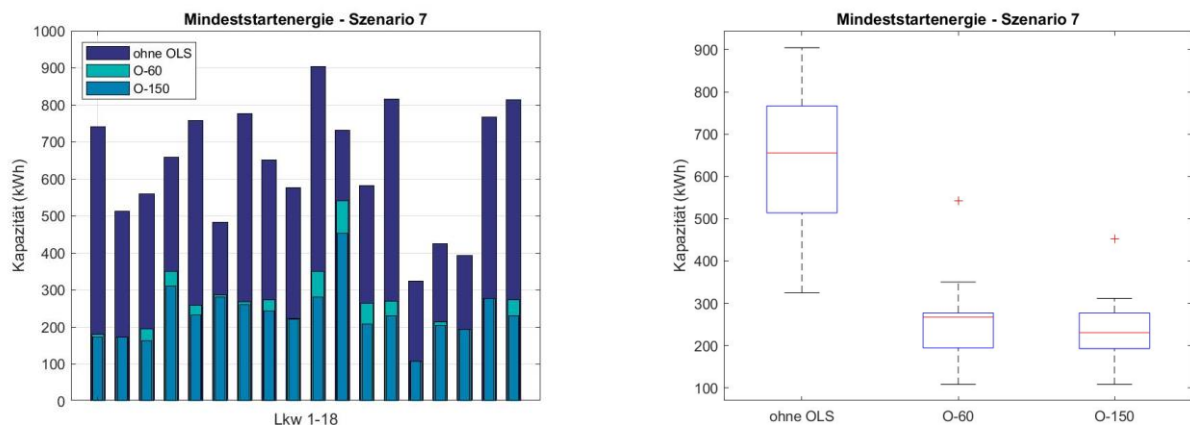 Mindeststartenergie - Szenario 7
1000
900
800
700
600
500
400
300
200
100
0
Kapazität (kWh)
ohne OLS
O-60
O-150
Lkw 1-18
Mindeststartenergie - Szenario 7
900
800
700
600
500
400
300
200
100
Kapazität (kWh)
ohne OLS
O-60
O-150